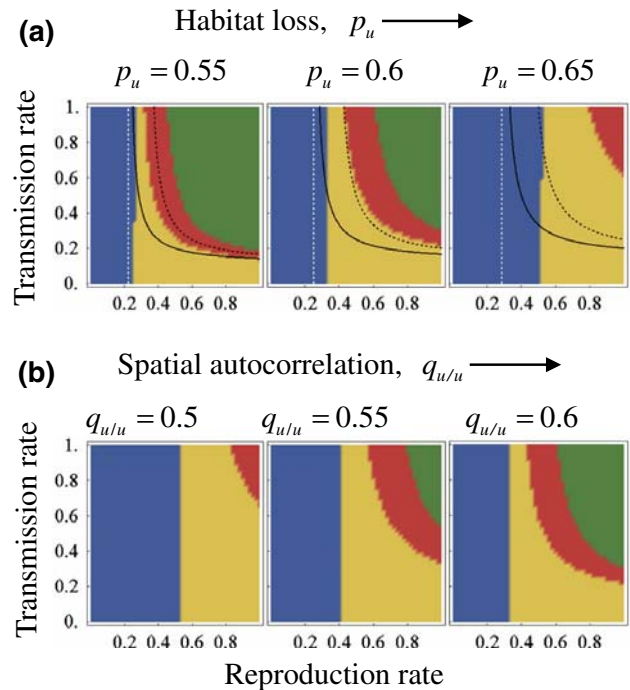 (a) Habitat loss, p_u
p_u = 0.55 p_u = 0.6 p_u = 0.65
Transmission rate
1.
0.8
0.6
0.4
0.2
0.
0.2 0.4 0.6 0.8 0.2 0.4 0.6 0.8 0.2 0.4 0.6 0.8
(b) Spatial autocorrelation, q_{u/u}
q_{u/u} = 0.5 q_{u/u} = 0.55 q_{u/u} = 0.6
Transmission rate
1.
0.8
0.6
0.4
0.2
0.
0.2 0.4 0.6 0.8 0.2 0.4 0.6 0.8 0.2 0.4 0.6 0.8
Reproduction rate